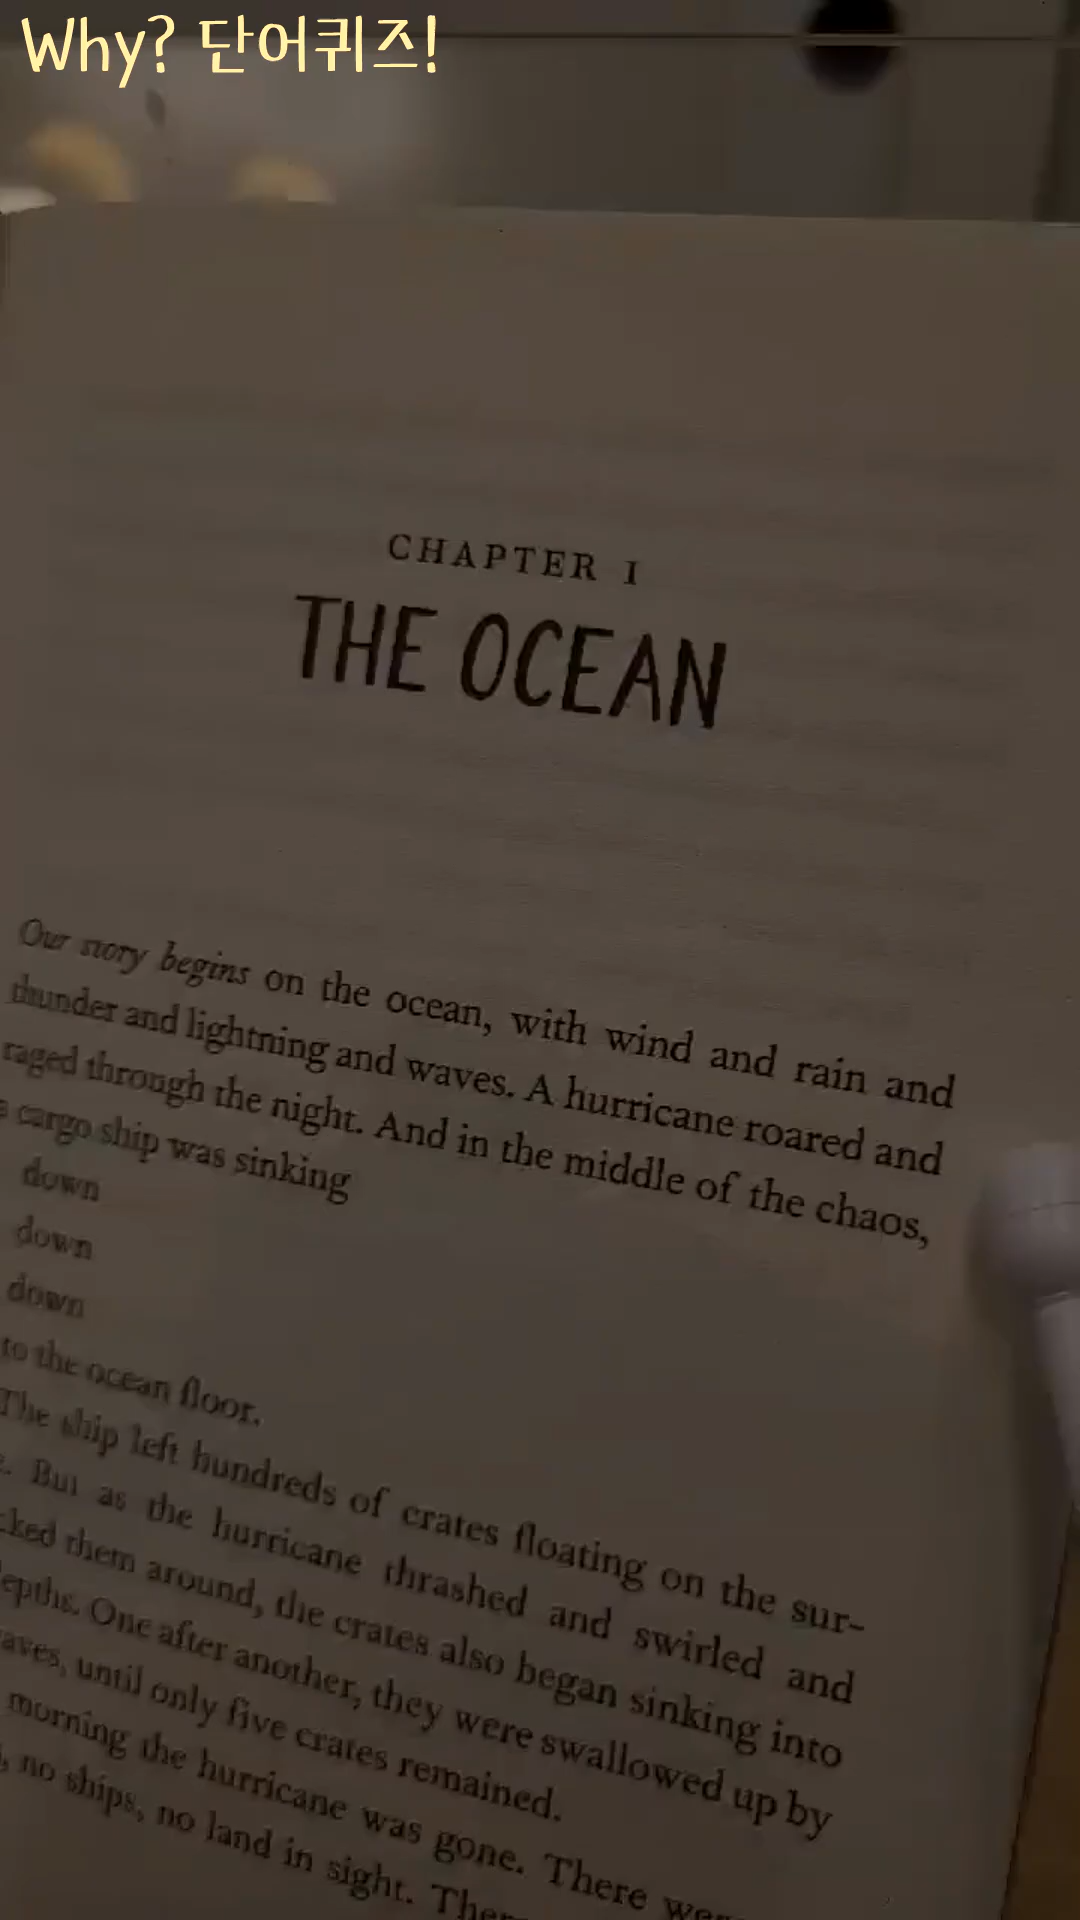 Why? 단어퀴즈!
CHAPTER 1
THE OCEAN
Our story begins on the ocean, with wind and rain and
thunder and lightning and waves. A hurricane roared and
raged through the night. And in the middle of the chaos,
a cargo ship was sinking
down
down
down
to the ocean floor.
The ship left hundreds of crates floating on the sur-
But as the hurricane thrashed and swirled and
them around, the crates also began sinking into
One after another, they were swallowed up by
until only five crates remained.
morning the hurricane was gone. There
no ships, no land in sight.